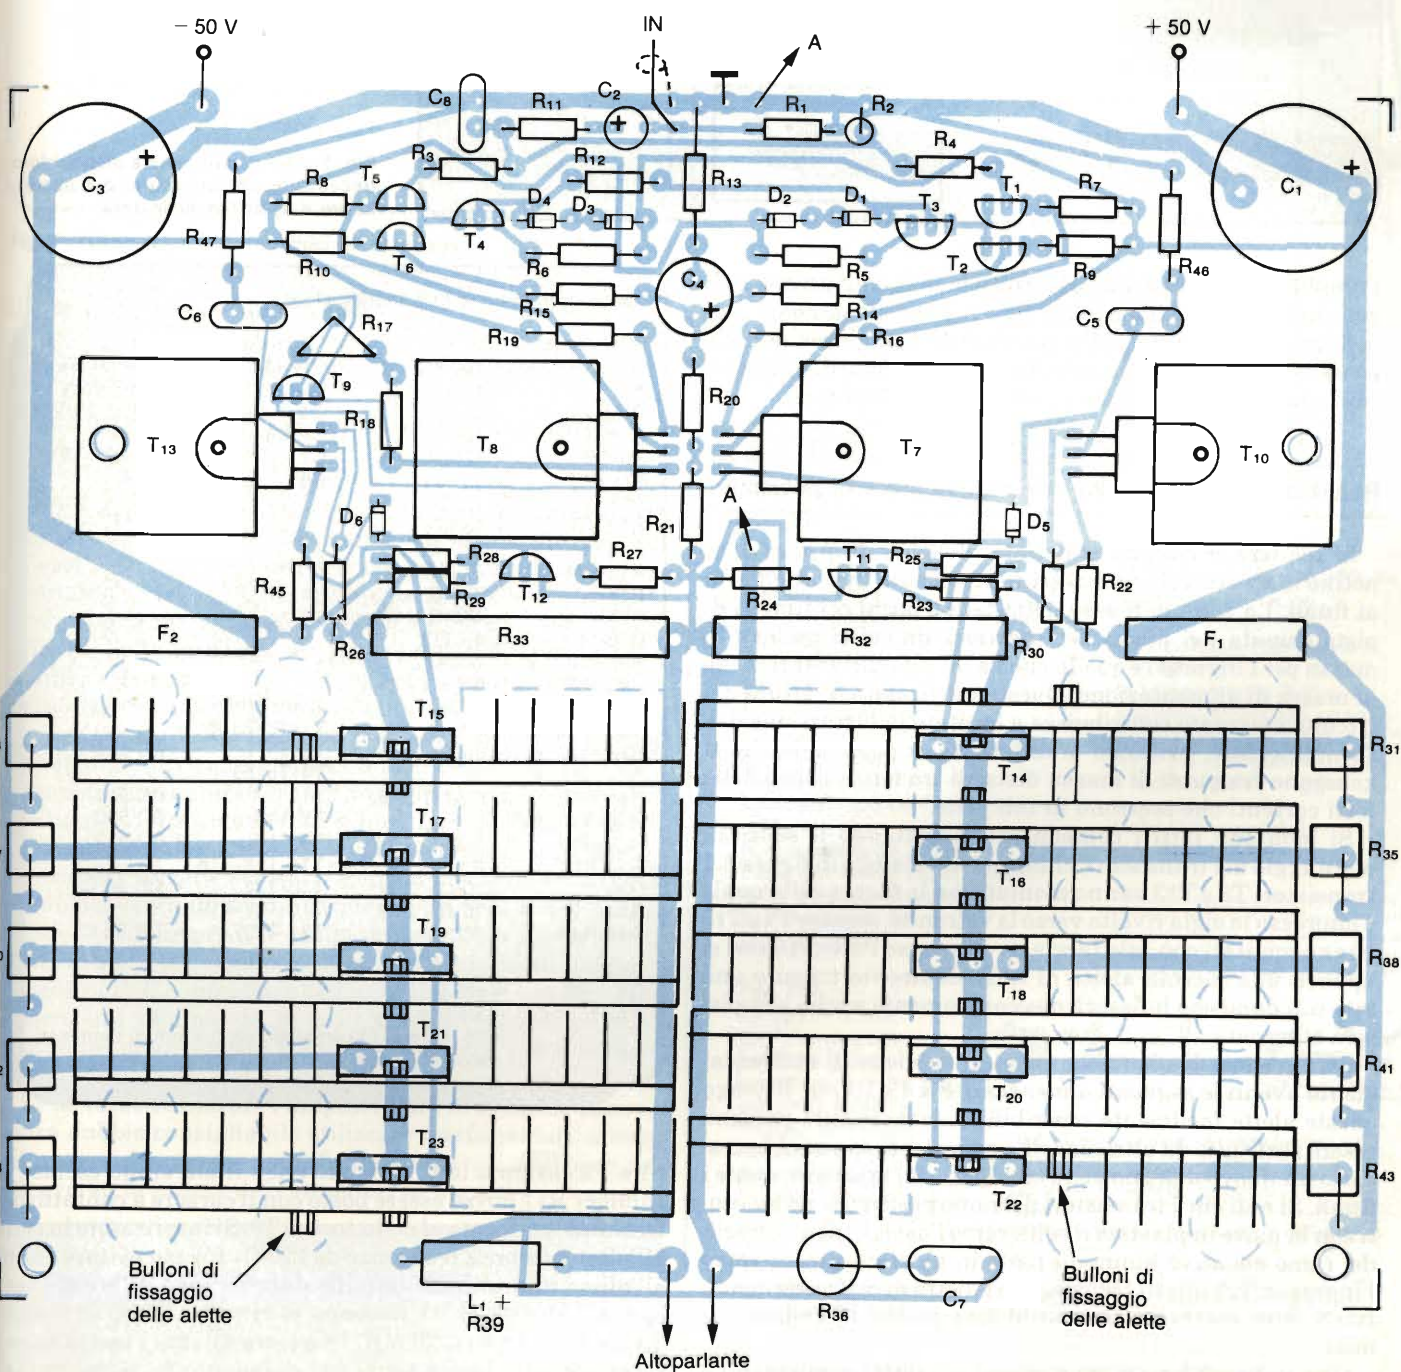 − 50 V
IN
A
+ 50 V
C8
R11
C2
R1
R2
C3
R3
R12
R13
R4
C1
R8
T5
D4
D3
D2
D1
T3
T1
R7
R47
R10
T6
T4
R6
C4
R5
T2
R9
R46
C6
R17
R15
R19
R14
R16
C5
T9
R18
R20
T13
T8
T7
T10
A
D6
R21
D5
R28
R27
T11
R25
R45
R29
T12
R24
R23
R22
F2
R26
R33
R32
R30
F1
T15
T14
R31
T17
T16
R35
T19
T18
R38
T21
T20
R41
T23
T22
R43
Bulloni di
fissaggio
delle alette
L1 +
R39
R36
C7
Bulloni di
fissaggio
delle alette
Altoparlante